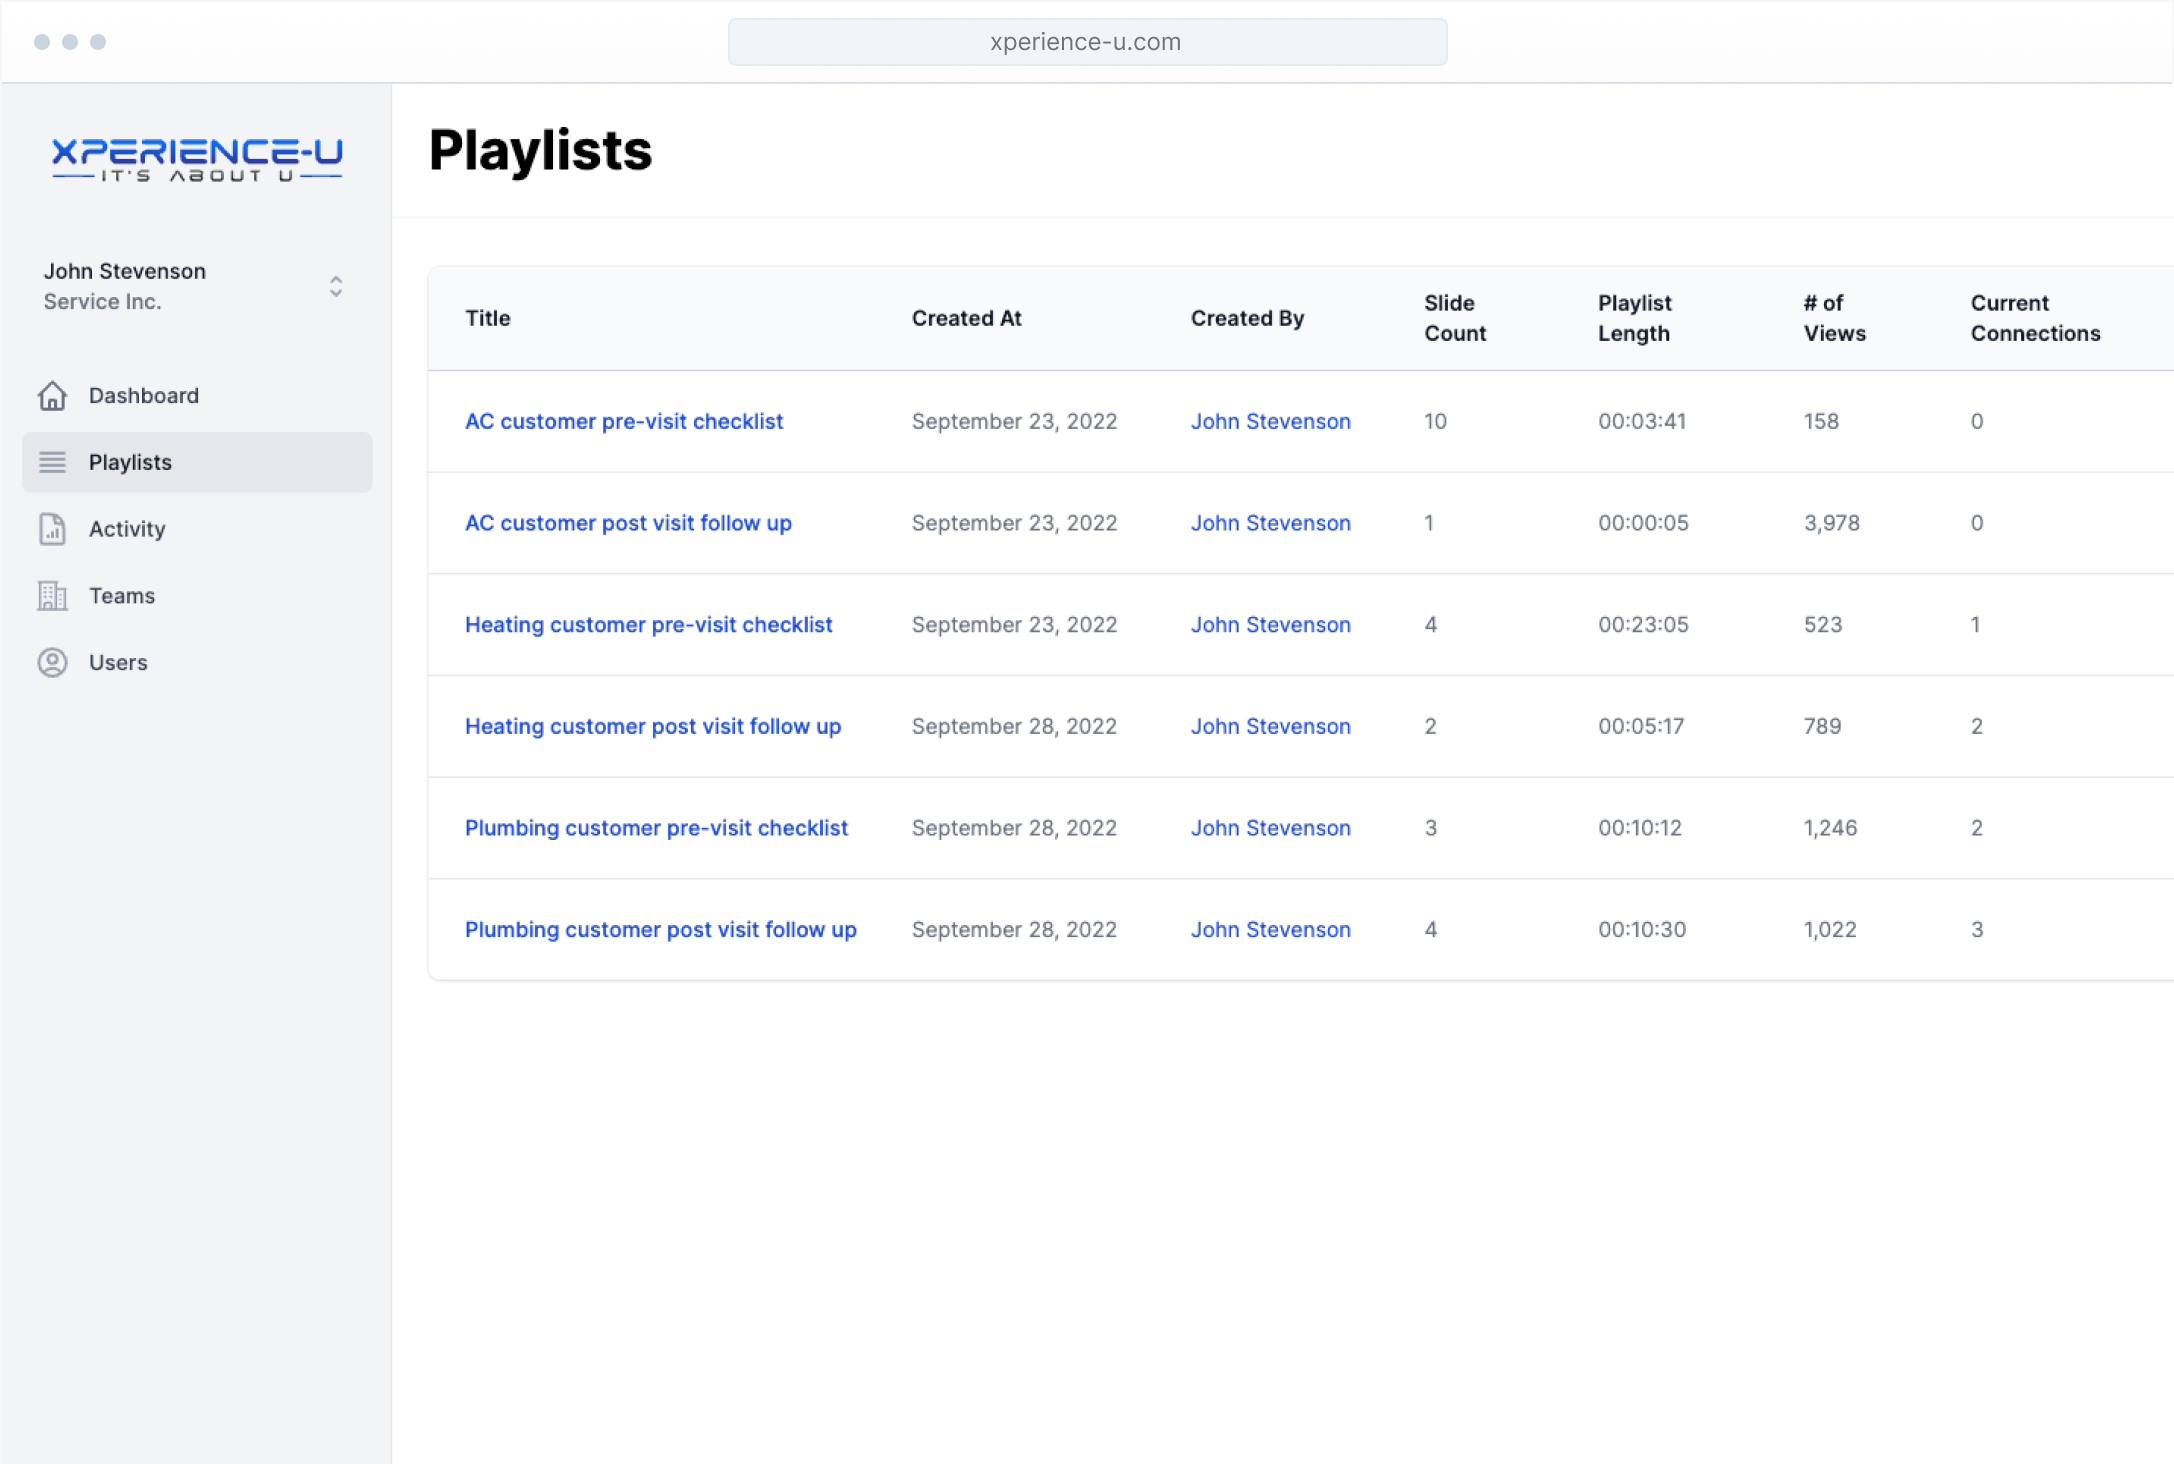 xperience-u.com
XPERIENCE-U
IT'S ABOUT U
John Stevenson
Service Inc.
Dashboard
Playlists
Activity
Teams
Users
Playlists
Title Created At Created By Slide Count Playlist Length # of Views Current Connections
AC customer pre-visit checklist September 23, 2022 John Stevenson 10 00:03:41 158 0
AC customer post visit follow up September 23, 2022 John Stevenson 1 00:00:05 3,978 0
Heating customer pre-visit checklist September 23, 2022 John Stevenson 4 00:23:05 523 1
Heating customer post visit follow up September 28, 2022 John Stevenson 2 00:05:17 789 2
Plumbing customer pre-visit checklist September 28, 2022 John Stevenson 3 00:10:12 1,246 2
Plumbing customer post visit follow up September 28, 2022 John Stevenson 4 00:10:30 1,022 3